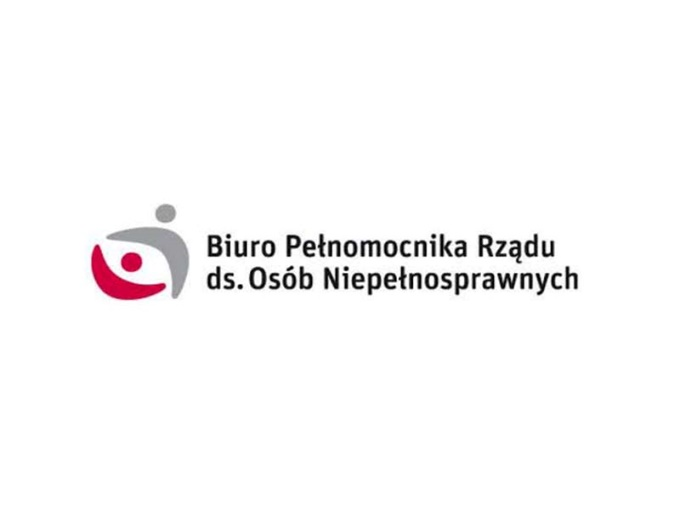 Biuro Pełnomocnika Rządu
ds. Osób Niepełnosprawnych